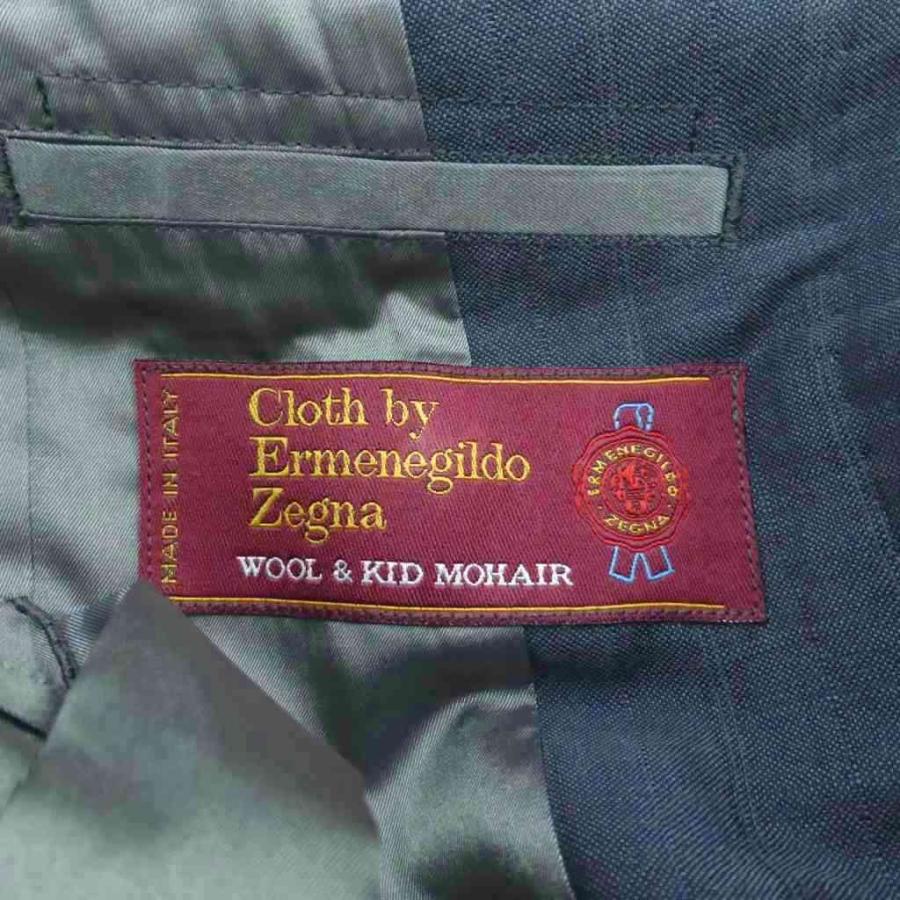 MADE IN ITALY
Cloth by
Ermenegildo
Zegna
WOOL & KID MOHAIR
ERMENEGILDO
ZEGNA